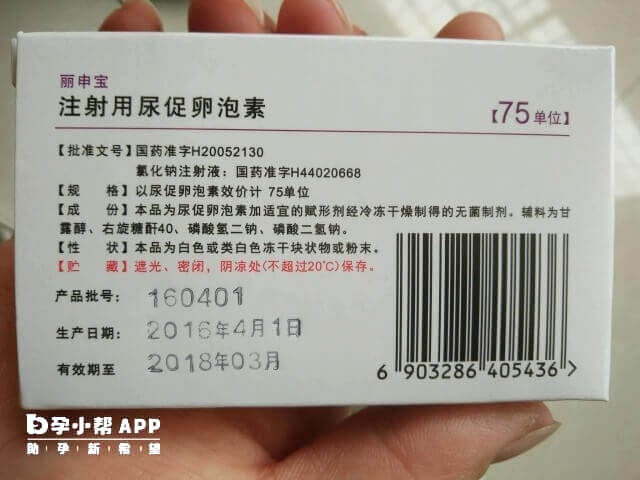 丽申宝
注射用尿促卵泡素
【75单位】
【批准文号】国药准字H20052130
氯化钠注射液：国药准字H44020668
【规　　格】以尿促卵泡素效价计 75单位
【成　　份】本品为尿促卵泡素加适宜的赋形剂经冷冻干燥制得的无菌制剂。辅料为甘
露醇、右旋糖酐40、磷酸氢二钠、磷酸二氢钠。
【性　　状】本品为白色或类白色冻干块状物或粉末。
【贮　　藏】遮光、密闭，阴凉处(不超过20℃)保存。
产品批号： 160401
生产日期： 2016年4月1日
有效期至 2018年03月
6 903286 405436 >
孕小帮 APP
助孕新希望